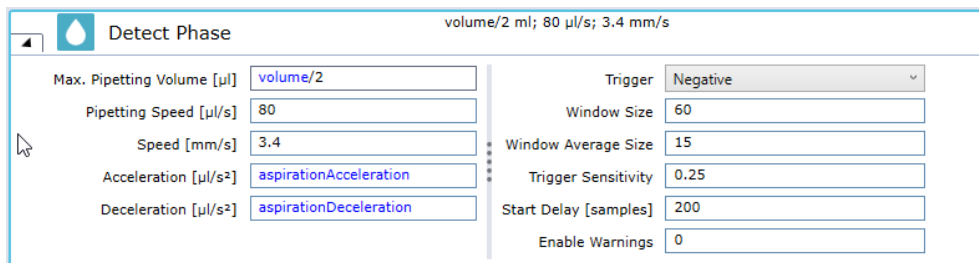 Detect Phase
volume/2 ml; 80 µl/s; 3.4 mm/s
Max. Pipetting Volume [µl] volume/2
Pipetting Speed [µl/s] 80
Speed [mm/s] 3.4
Acceleration [µl/s²] aspirationAcceleration
Deceleration [µl/s²] aspirationDeceleration
Trigger Negative
Window Size 60
Window Average Size 15
Trigger Sensitivity 0.25
Start Delay [samples] 200
Enable Warnings 0